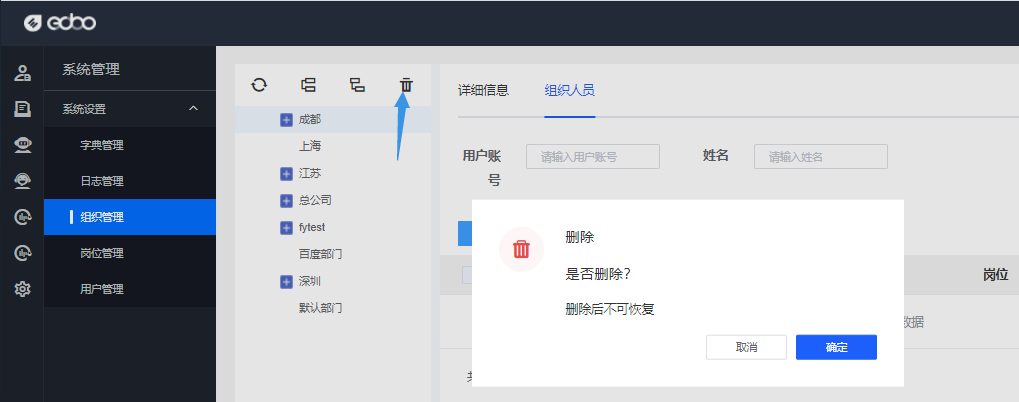 edoo
系统管理
系统设置
字典管理
日志管理
组织管理
岗位管理
用户管理
成都
上海
江苏
总公司
fytest
百度部门
深圳
默认部门
详细信息
组织人员
用户账号
请输入用户账号
姓名
请输入姓名
岗位
数据
删除
是否删除？
删除后不可恢复
取消
确定